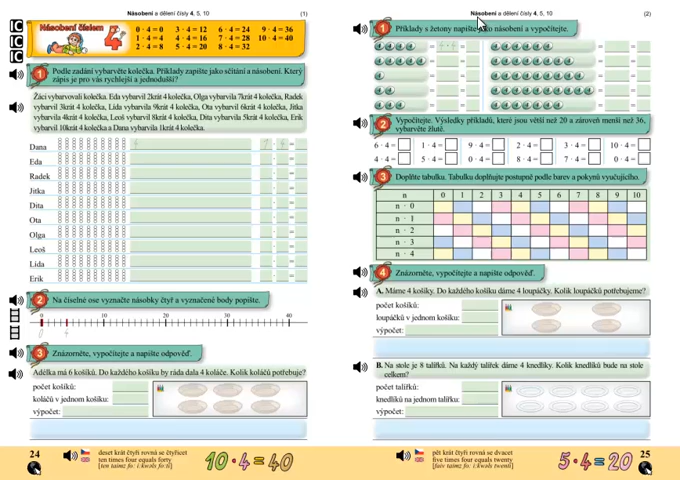 Násobení a dělení čísly 4, 5, 10
(1)
Násobení číslem
4
0 · 4 = 0 3 · 4 = 12 6 · 4 = 24 9 · 4 = 36
1 · 4 = 4 4 · 4 = 16 7 · 4 = 28 10 · 4 = 40
2 · 4 = 8 5 · 4 = 20 8 · 4 = 32
1 Podle zadání vybarvěte kolečka. Příklady zapište jako sčítání a násobení. Který
zápis je pro vás rychlejší a jednodušší?
Žáci vybarvovali kolečka. Eda vybarvil 2krát 4 kolečka, Olga vybarvila 7krát 4 kolečka, Radek
vybarvil 3krát 4 kolečka, Lída vybarvila 9krát 4 kolečka, Ota vybarvil 6krát 4 kolečka, Jitka
vybarvila 4krát 4 kolečka, Leoš vybarvil 8krát 4 kolečka, Dita vybarvila 5krát 4 kolečka, Erik
vybarvil 10krát 4 kolečka a Dana vybarvila 1krát 4 kolečka.
Dana
Eda
Radek
Jitka
Dita
Ota
Olga
Leoš
Lída
Erik
2 Na číselné ose vyznačte násobky čtyř a vyznačené body popište.
0 10 20 30 40
0 4
3 Znázorněte, vypočítejte a napište odpověď.
Adélka má 6 košíků. Do každého košíku by ráda dala 4 koláče. Kolik koláčů potřebuje?
počet košíků:
koláčů v jednom košíku:
výpočet:
24
deset krát čtyři rovná se čtyřicet
ten times four equals forty
10 · 4 = 40
Násobení a dělení čísly 4, 5, 10
(2)
1 Příklady s žetony napište jako násobení a vypočítejte.
2 Vypočítejte. Výsledky příkladů, které jsou větší než 20 a zároveň menší než 36,
vybarvěte žlutě.
6 · 4 = 1 · 4 = 9 · 4 = 2 · 4 = 3 · 4 = 10 · 4 =
4 · 4 = 5 · 4 = 0 · 4 = 8 · 4 = 7 · 4 = 0 · 4 =
3 Doplňte tabulku. Tabulku doplňujte postupně podle barev a pokynů vyučujícího.
n 0 1 2 3 4 5 6 7 8 9 10
n · 0
n · 1
n · 2
n · 3
n · 4
4 Znázorněte, vypočítejte a napište odpověď.
A. Máme 4 košíky. Do každého košíku dáme 4 loupáčky. Kolik loupáčků potřebujeme?
počet košíků:
loupáčků v jednom košíku:
výpočet:
B. Na stole je 8 talířků. Na každý talířek dáme 4 knedlíky. Kolik knedlíků bude na stole
celkem?
počet talířků:
knedlíků na jednom talířku:
výpočet:
pět krát čtyři rovná se dvacet
five times four equals twenty
5 · 4 = 20
25